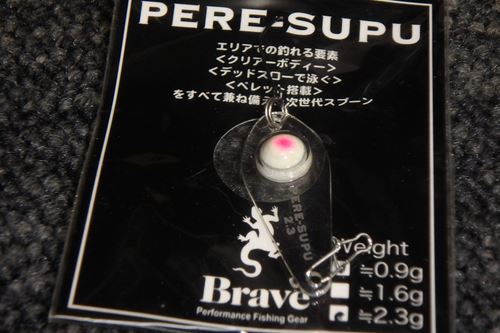 PERE-SUPU
エリアでの釣れる要素
<クリアーボディー>
<デッドスローで泳ぐ>
<ペレット搭載>
をすべて兼ね備え 次世代スプーン
PERE-SUPU
2.3
Weight
≒0.9g
≒1.6g
≒2.3g
Brave
Performance Fishing Gear